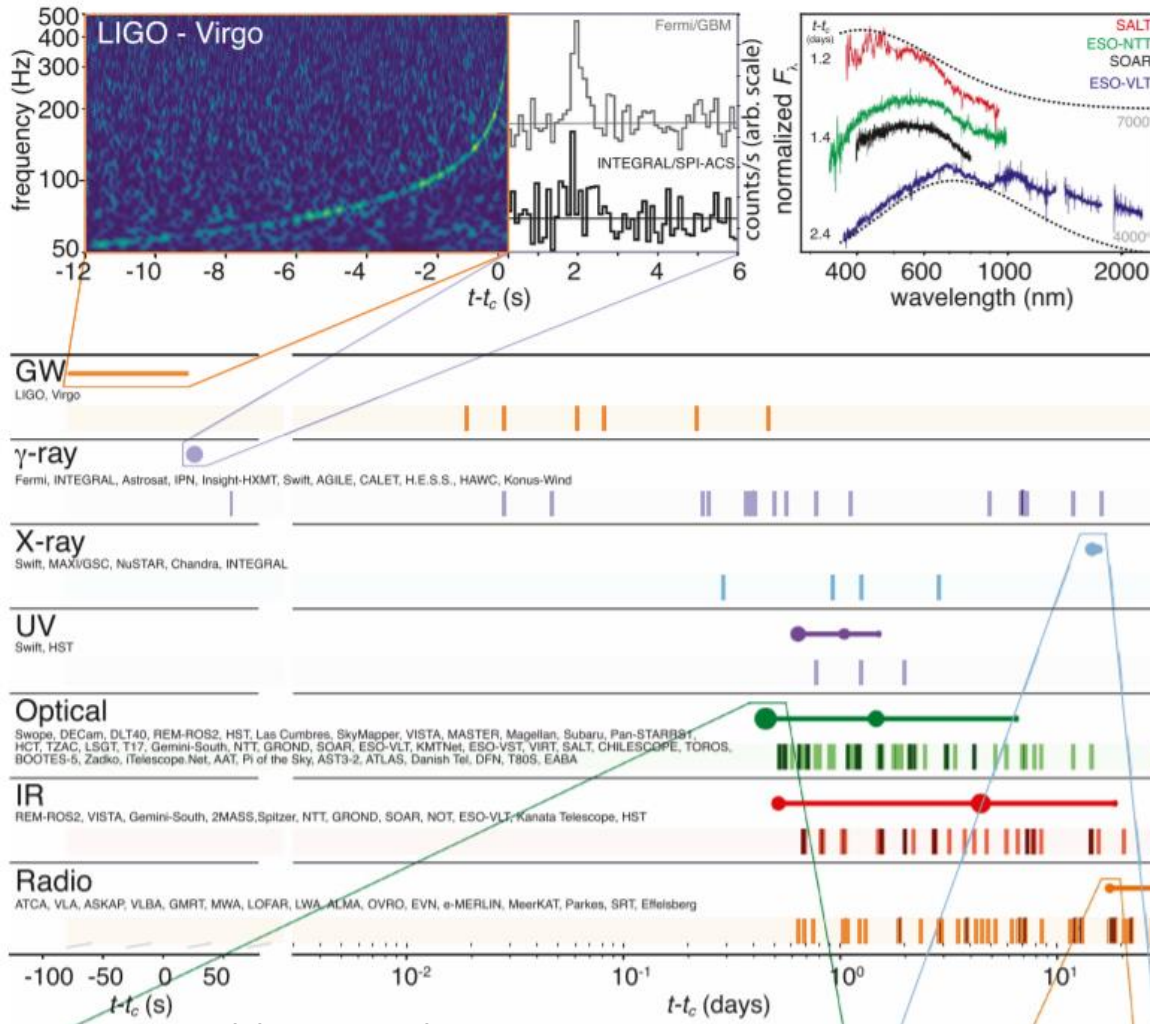 LIGO - Virgo
frequency (Hz)
500
400
300
200
100
50
-12 -10 -8 -6 -4 -2 0 2 4 6
t-tc (s)
Fermi/GBM
INTEGRAL/SPI-ACS
counts/s (arb. scale)
normalized Fλ
t-tc
(days)
1.2
1.4
2.4
SALT
ESO-NTT
SOAR
ESO-VLT
400 600 1000 2000
wavelength (nm)
GW
LIGO, Virgo
γ-ray
Fermi, INTEGRAL, Astrosat, IPN, Insight-HXMT, Swift, AGILE, CALET, H.E.S.S., HAWC, Konus-Wind
X-ray
Swift, MAXI/GSC, NuSTAR, Chandra, INTEGRAL
UV
Swift, HST
Optical
Swope, DECam, DLT40, REM-ROS2, HST, Las Cumbres, SkyMapper, VISTA, MASTER, Magellan, Subaru, Pan-STARRS1,
HCT, TZAC, LSGT, T17, Gemini-South, NTT, GROND, SOAR, ESO-VLT, KMTNet, ESO-VST, VIRT, SALT, CHILESCOPE, TOROS,
BOOTES-5, Zadko, iTelescope.Net, AAT, Pi of the Sky, AST3-2, ATLAS, Danish Tel, DFN, T80S, EABA
IR
REM-ROS2, VISTA, Gemini-South, 2MASS,Spitzer, NTT, GROND, SOAR, NOT, ESO-VLT, Kanata Telescope, HST
Radio
ATCA, VLA, ASKAP, VLBA, GMRT, MWA, LOFAR, LWA, ALMA, OVRO, EVN, e-MERLIN, MeerKAT, Parkes, SRT, Effelsberg
-100 -50 0 50 10⁻² 10⁻¹ 10⁰ 10¹
t-tc (s) t-tc (days)